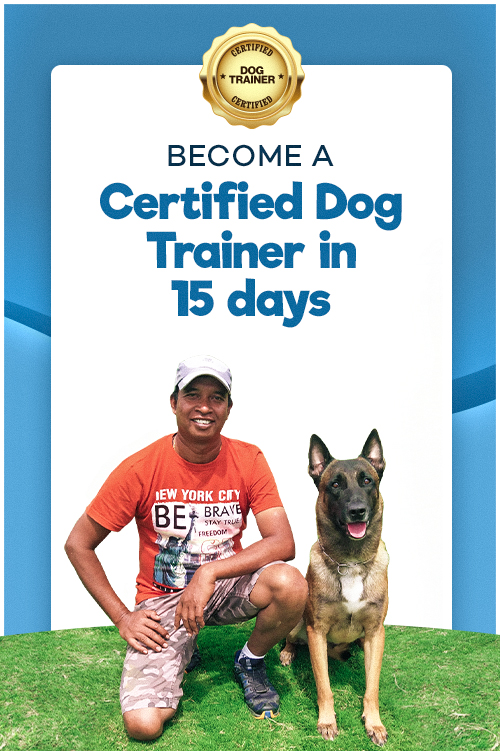 CERTIFIED
DOG
TRAINER
CERTIFIED
BECOME A
Certified Dog
Trainer in
15 days
NEW YORK CITY
BE
BRAVE
STAY TRUE
FREEDOM